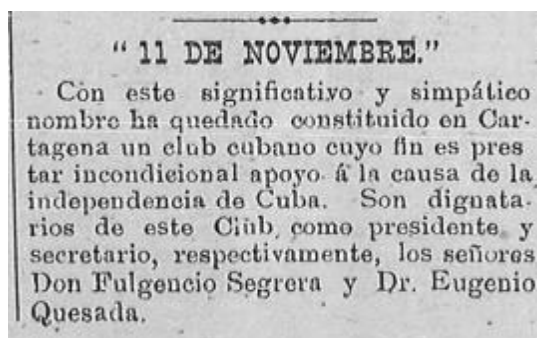 “ 11 DE NOVIEMBRE.”
Con este significativo y simpático
nombre ha quedado constituido en Car-
tagena un club cubano cuyo fin es pres
tar incondicional apoyo á la causa de la
independencia de Cuba. Son dignata-
rios de este Club, como presidente y
secretario, respectivamente, los señores
Don Fulgencio Segrera y Dr. Eugenio
Quesada.